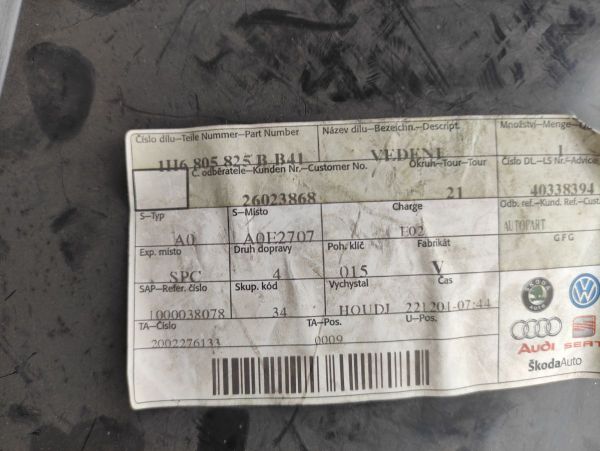 Číslo dílu–Teile Nummer–Part Number
1H6 805 825 B B41
Název dílu–Bezeichn–Descript.
VEDENI
Množství–Menge
1
Č. odběratele–Kunden Nr.–Customer No.
26023868
Okruh–Tour–Tour
21
Číslo DL–LS Nr.–Advice
40338394
S–Typ
A0
S–Místo
A0E2707
Charge
E02
Odb. ref.–Kund. Ref.–Cust.
AUTOPART
GFG
Exp. místo
SPC
Druh dopravy
4
Poh. klíč
015
Fabrikát
V
SAP–Refer. číslo
1000038078
Skup. kód
34
Vychystal
HOUDI
Čas
221201-07:44
TA–Číslo
2002276133
TA–Pos.
0009
U–Pos.
Audi SEAT
ŠkodaAuto